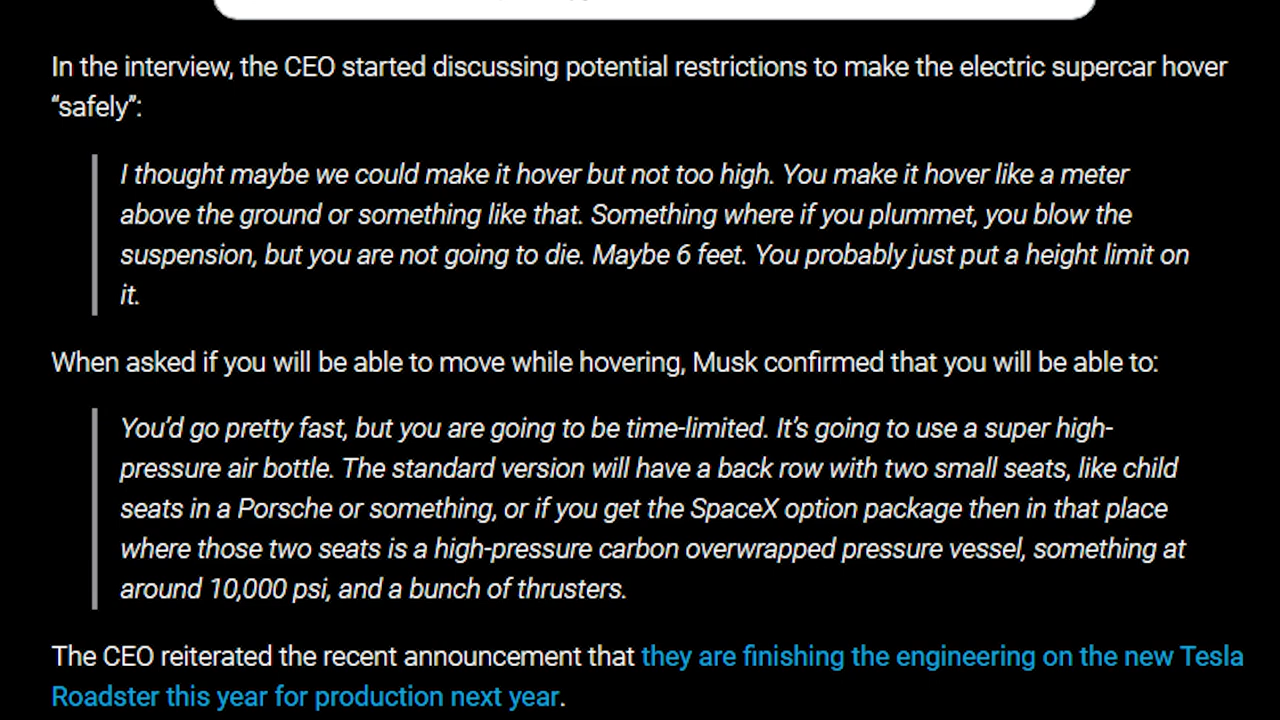 In the interview, the CEO started discussing potential restrictions to make the electric supercar hover
“safely”:
I thought maybe we could make it hover but not too high. You make it hover like a meter
above the ground or something like that. Something where if you plummet, you blow the
suspension, but you are not going to die. Maybe 6 feet. You probably just put a height limit on
it.
When asked if you will be able to move while hovering, Musk confirmed that you will be able to:
You’d go pretty fast, but you are going to be time-limited. It’s going to use a super high-
pressure air bottle. The standard version will have a back row with two small seats, like child
seats in a Porsche or something, or if you get the SpaceX option package then in that place
where those two seats is a high-pressure carbon overwrapped pressure vessel, something at
around 10,000 psi, and a bunch of thrusters.
The CEO reiterated the recent announcement that they are finishing the engineering on the new Tesla
Roadster this year for production next year.